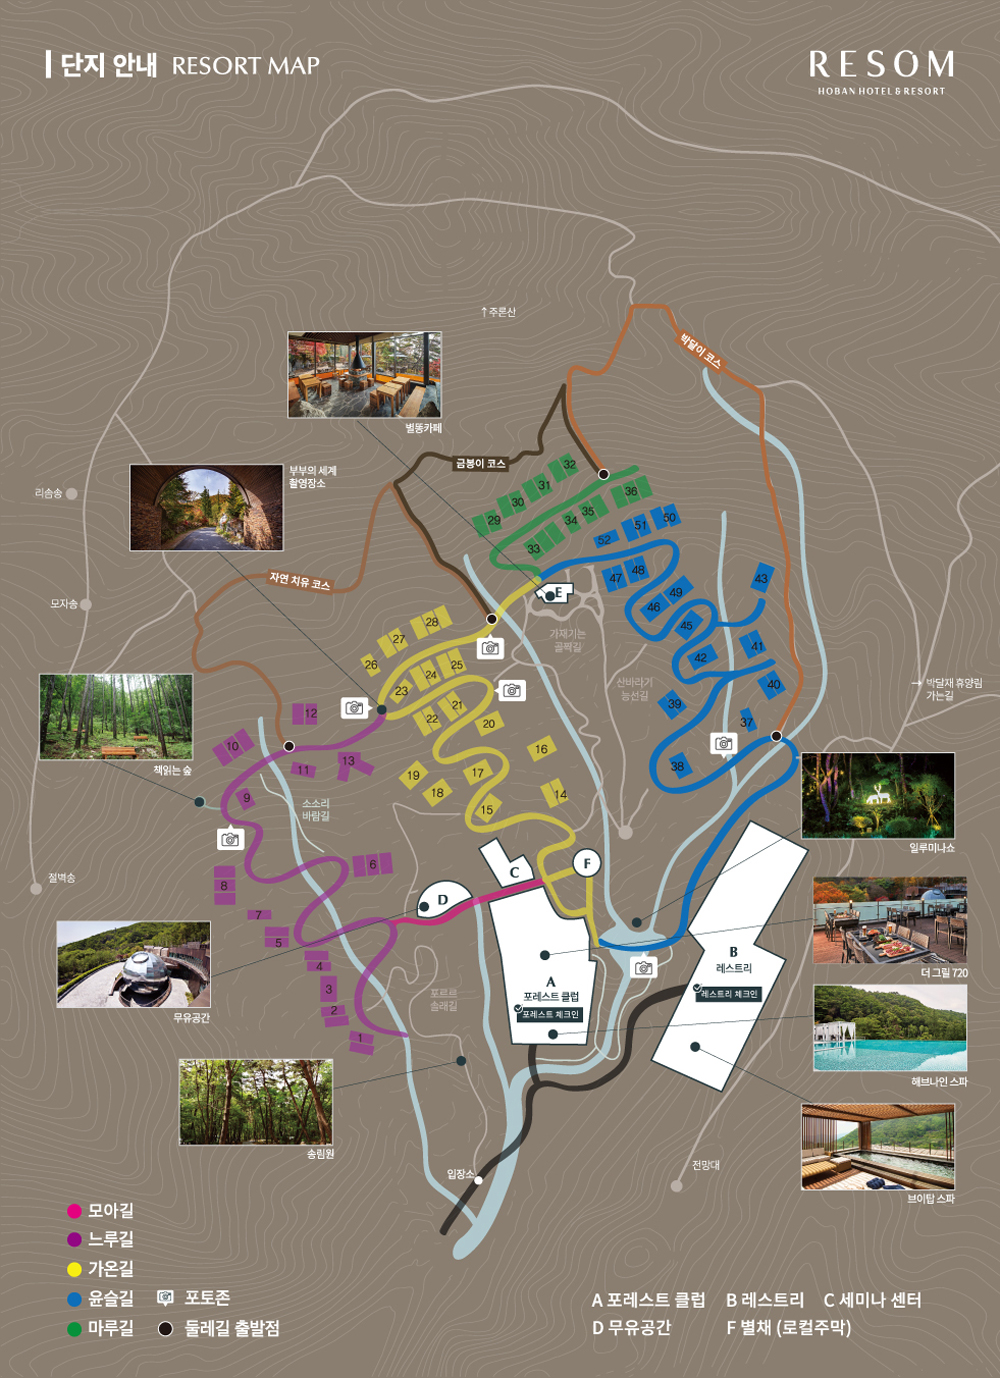 단지 안내 RESORT MAP
RESOM
HOBAN HOTEL & RESORT
↑주론산
박달이 코스
별똥카페
금봉이 코스
부부의 세계
촬영장소
리솜송
자연 치유 코스
모자송
32
31
30
29
36
35
34
33
50
51
52
E
47
48
49
46
45
43
42
41
40
39
37
38
가재기는
골짝길
산바라기
능선길
→ 박달재 휴양림
가는길
28
27
26
25
24
23
22
21
20
19
18
17
16
15
14
12
10
11
13
9
책읽는 숲
소소리
바람길
일루미나쇼
절벽송
8
6
7
5
4
3
2
1
C
F
D
B
레스트리
레스트리 체크인
A
포레스트 클럽
포레스트 체크인
더 그릴 720
무유공간
포르르
솔래길
해브나인 스파
송림원
입장소
전망대
브이탑 스파
모아길
느루길
가온길
윤슬길
포토존
마루길
둘레길 출발점
A 포레스트 클럽 B 레스트리 C 세미나 센터
D 무유공간 F 별채 (로컬주막)